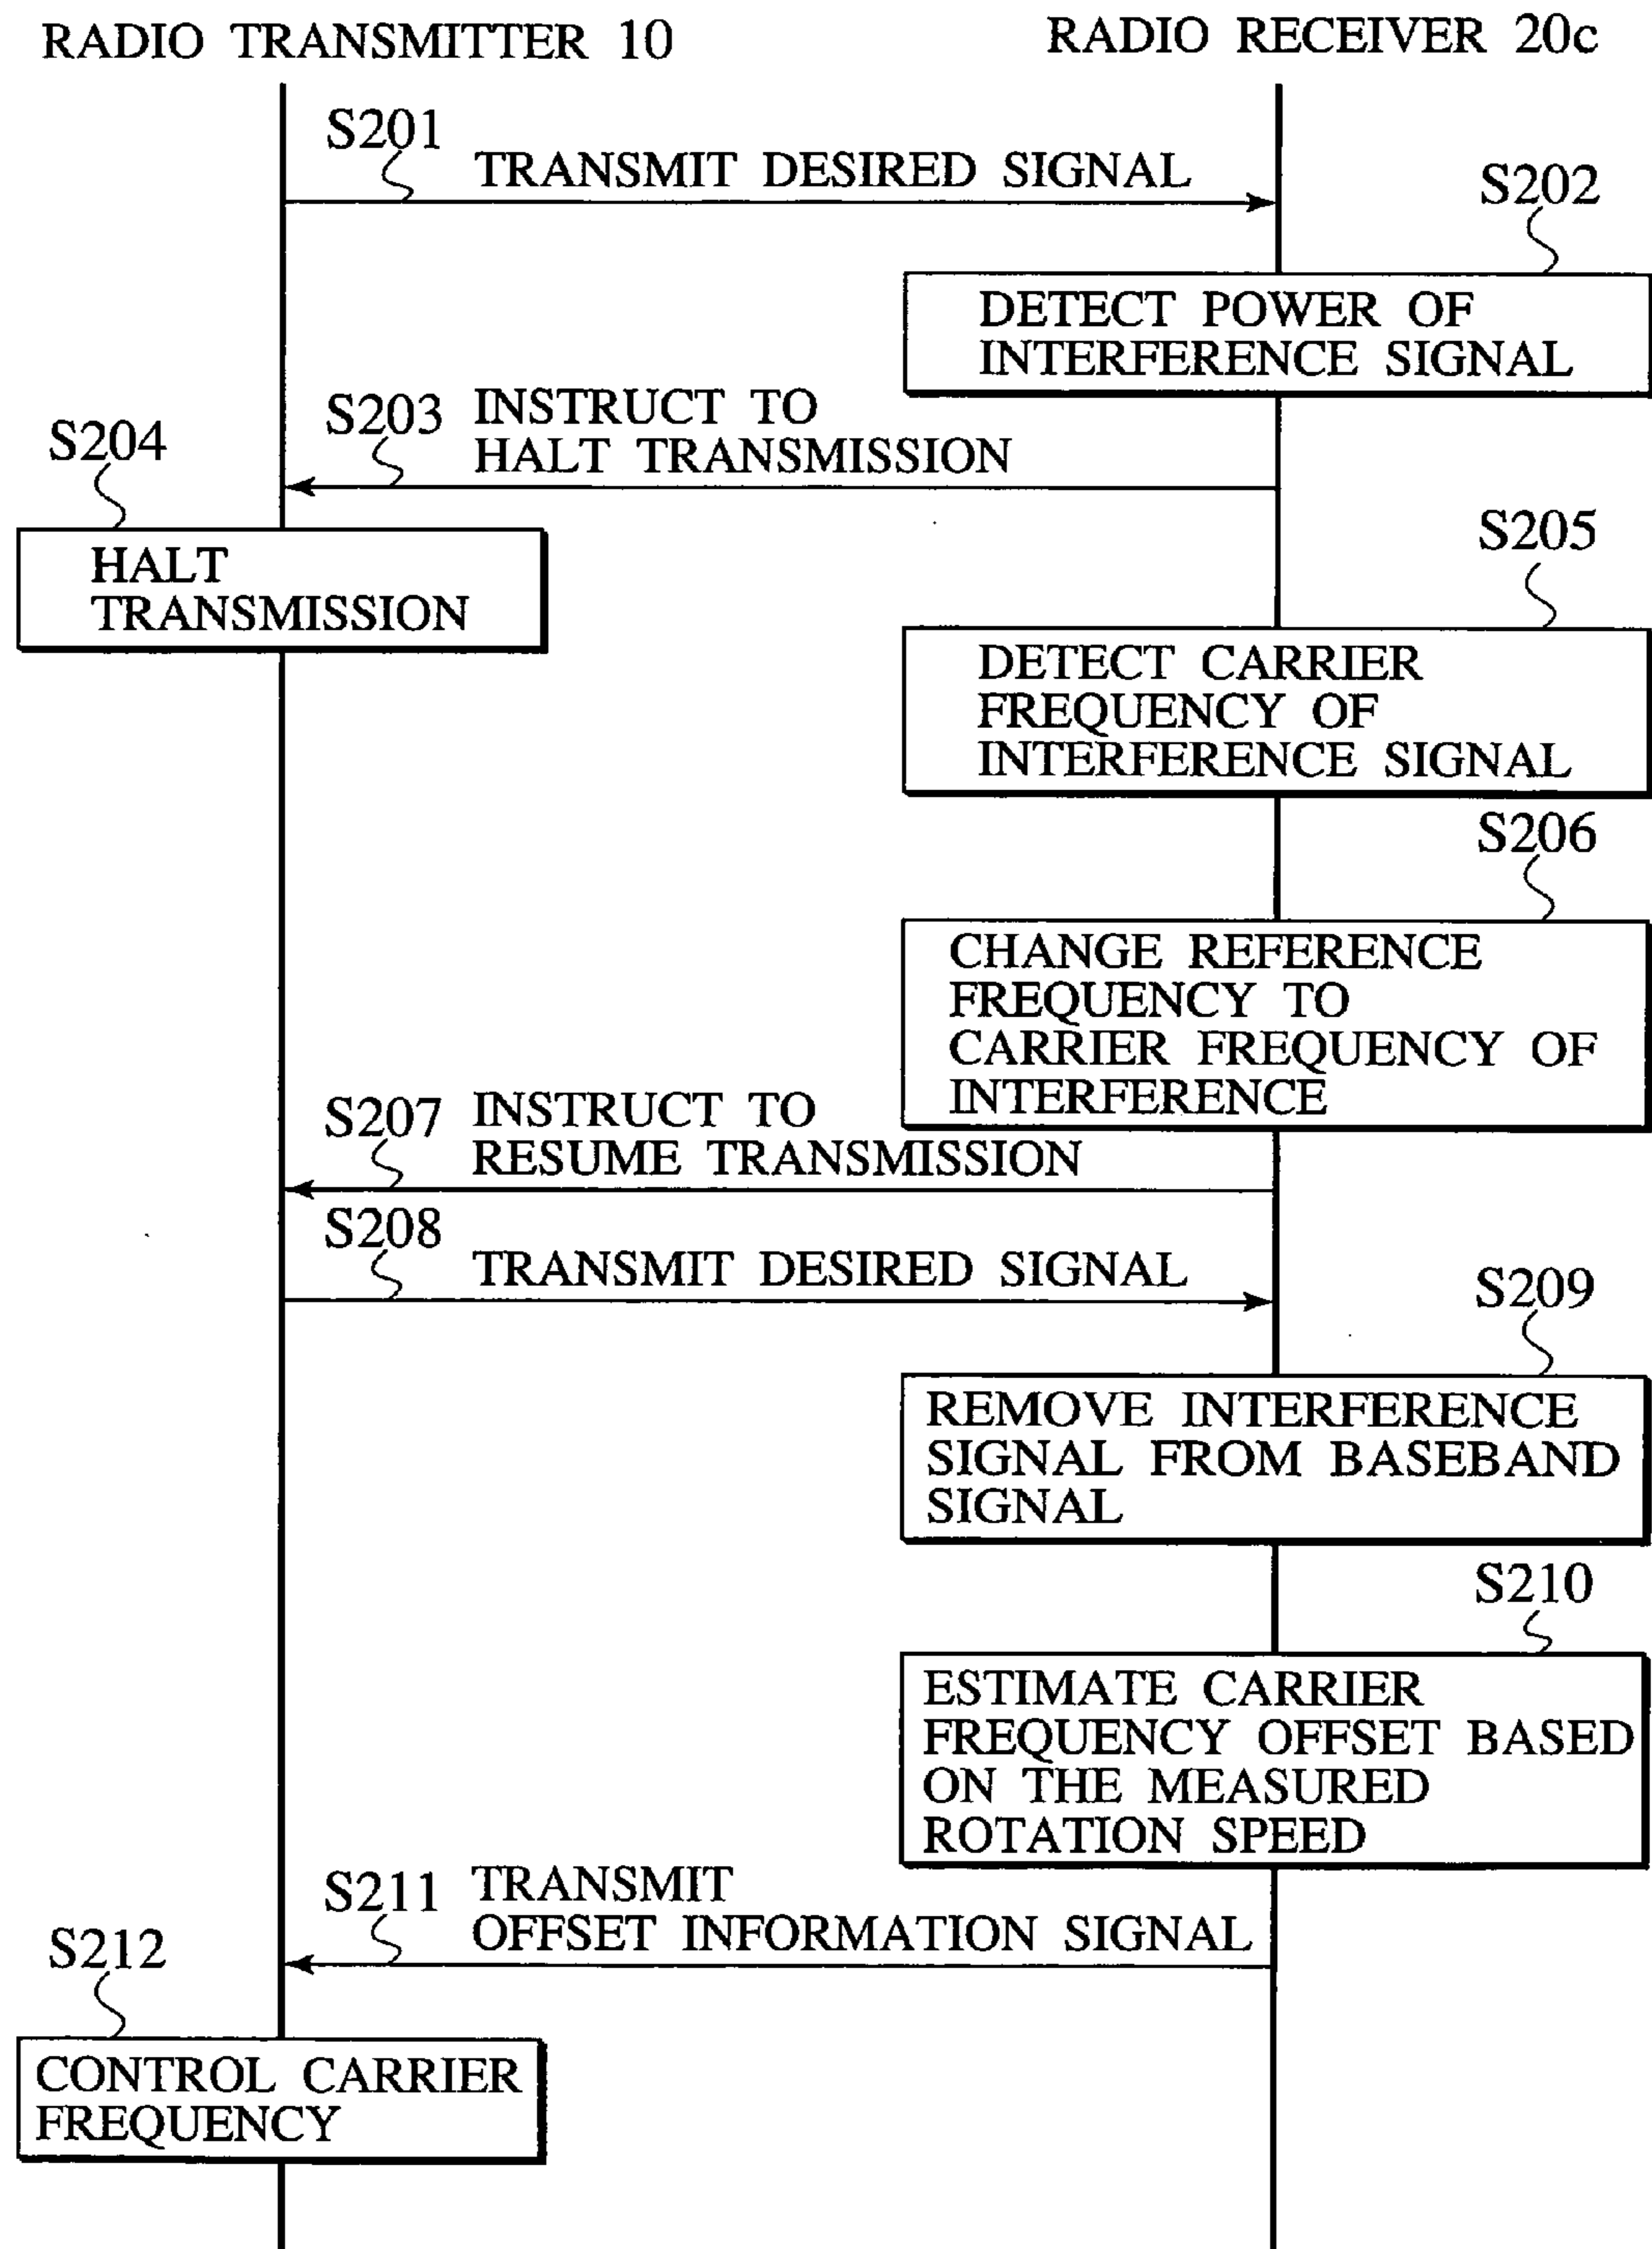 RADIO TRANSMITTER 10
RADIO RECEIVER 20c
S201
TRANSMIT DESIRED SIGNAL
S202
DETECT POWER OF
INTERFERENCE SIGNAL
S203
INSTRUCT TO
HALT TRANSMISSION
S204
HALT
TRANSMISSION
S205
DETECT CARRIER
FREQUENCY OF
INTERFERENCE SIGNAL
S206
CHANGE REFERENCE
FREQUENCY TO
CARRIER FREQUENCY OF
INTERFERENCE
S207
INSTRUCT TO
RESUME TRANSMISSION
S208
TRANSMIT DESIRED SIGNAL
S209
REMOVE INTERFERENCE
SIGNAL FROM BASEBAND
SIGNAL
S210
ESTIMATE CARRIER
FREQUENCY OFFSET BASED
ON THE MEASURED
ROTATION SPEED
S211
TRANSMIT
OFFSET INFORMATION SIGNAL
S212
CONTROL CARRIER
FREQUENCY